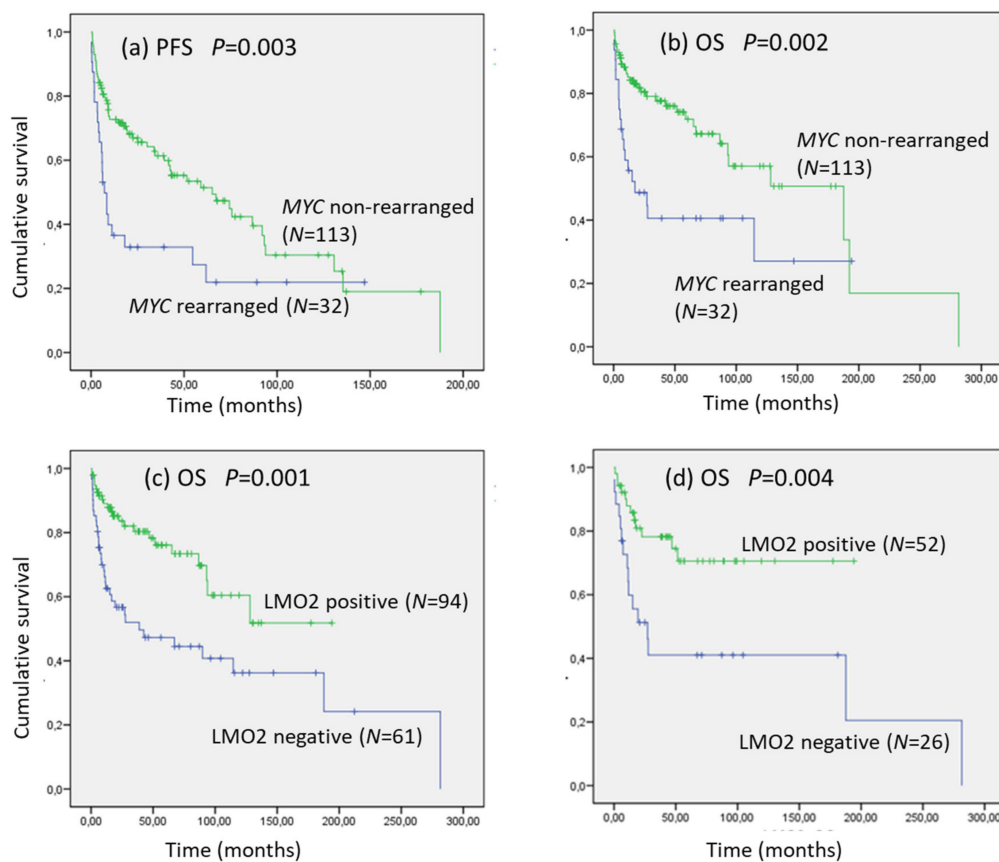 (a) PFS P=0.003
Cumulative survival
1,0
0,8
0,6
0,4
0,2
0,0
MYC non-rearranged
(N=113)
MYC rearranged (N=32)
0,00 50,00 100,00 150,00 200,00
Time (months)
(b) OS P=0.002
1,0
0,8
0,6
0,4
0,2
0,0
MYC non-rearranged
(N=113)
MYC rearranged
(N=32)
0,00 50,00 100,00 150,00 200,00 250,00 300,00
Time (months)
(c) OS P=0.001
Cumulative survival
1,0
0,8
0,6
0,4
0,2
0,0
LMO2 positive (N=94)
LMO2 negative (N=61)
0,00 50,00 100,00 150,00 200,00 250,00 300,00
Time (months)
(d) OS P=0.004
1,0
0,8
0,6
0,4
0,2
0,0
LMO2 positive (N=52)
LMO2 negative (N=26)
0,00 50,00 100,00 150,00 200,00 250,00 300,00
Time (months)